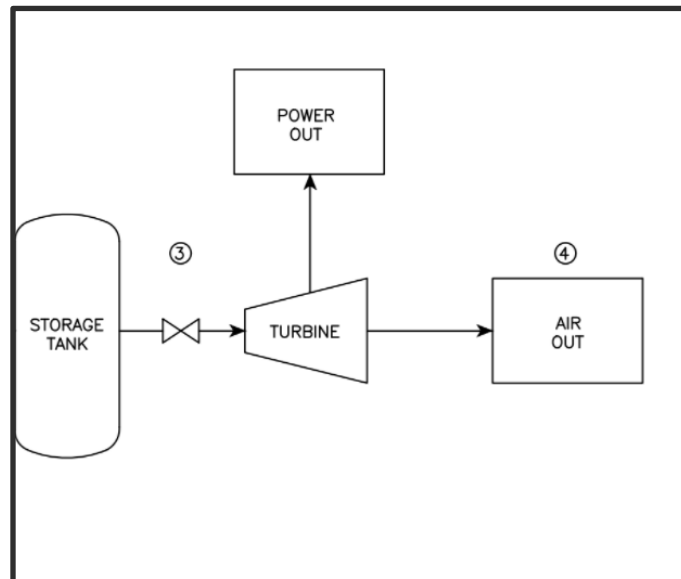 POWER
OUT
③
④
STORAGE
TANK
TURBINE
AIR
OUT